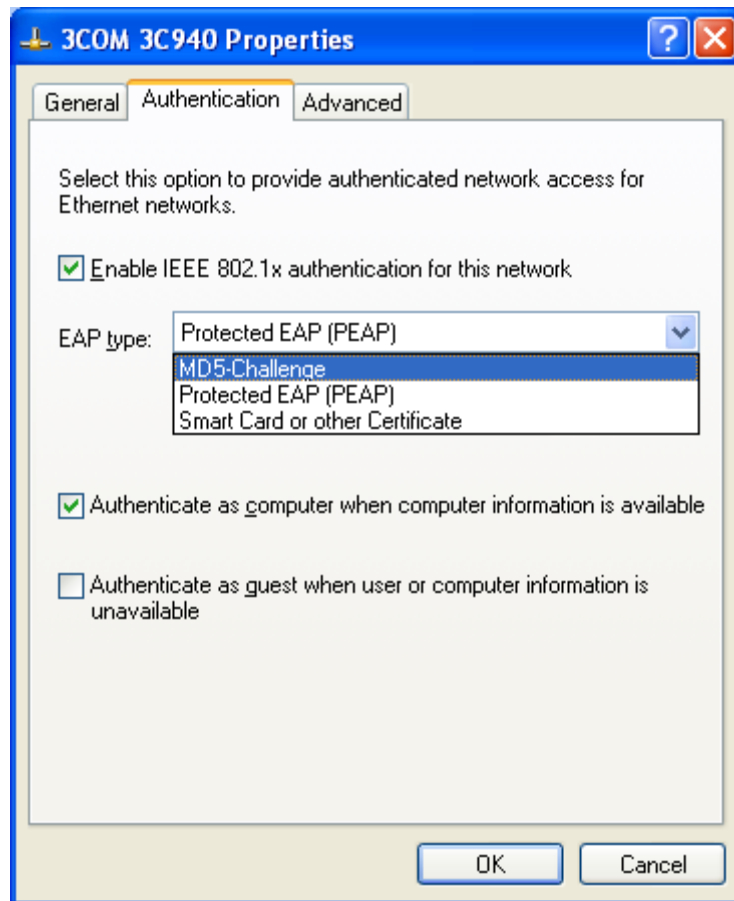 3COM 3C940 Properties
General Authentication Advanced
Select this option to provide authenticated network access for
Ethernet networks.
Enable IEEE 802.1x authentication for this network
EAP type: Protected EAP (PEAP)
MD5-Challenge
Protected EAP (PEAP)
Smart Card or other Certificate
Authenticate as computer when computer information is available
Authenticate as guest when user or computer information is
unavailable
OK Cancel